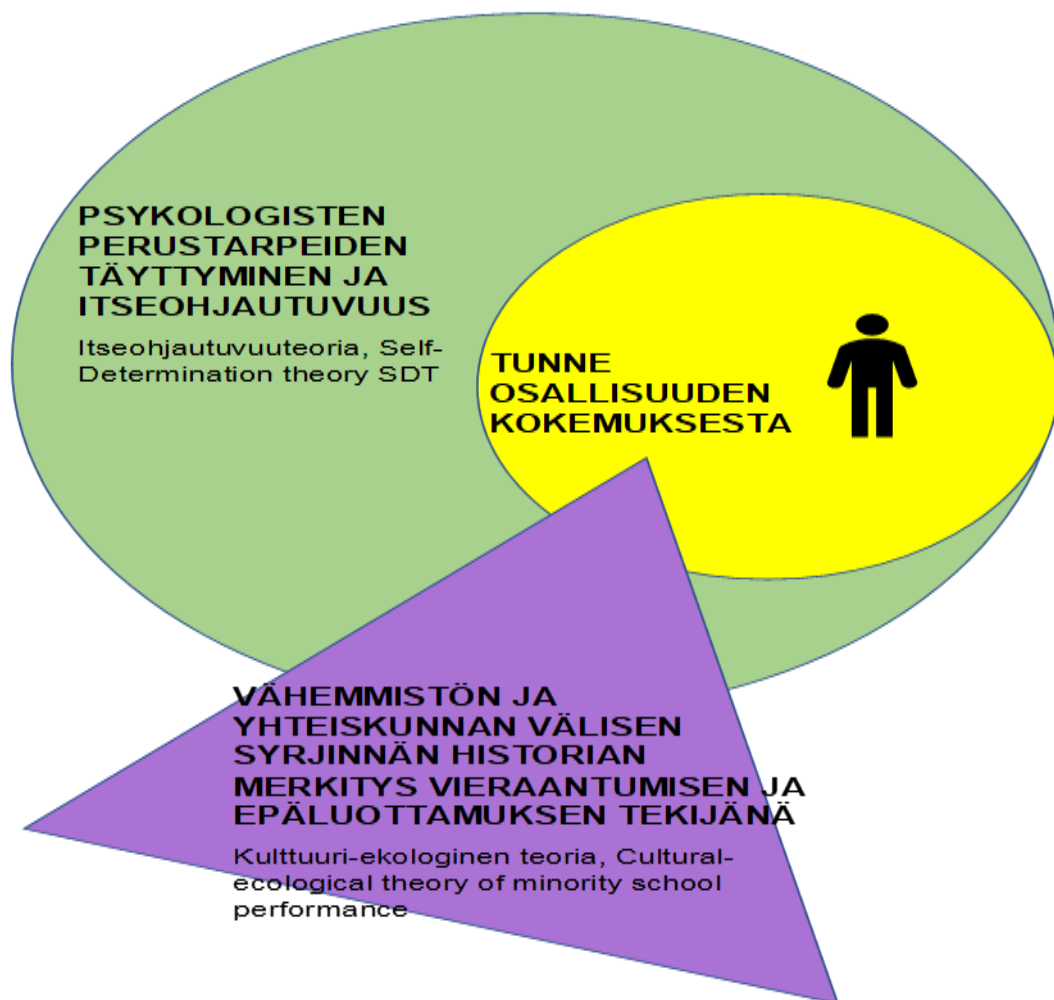 PSYKOLOGISTEN
PERUSTARPEIDEN
TÄYTTYMINEN JA
ITSEOHJAUTUVUUS
Itseohjautuvuuteoria, Self-
Determination theory SDT
TUNNE
OSALLISUUDEN
KOKEMUKSESTA
VÄHEMMISTÖN JA
YHTEISKUNNAN VÄLISEN
SYRJINNÄN HISTORIAN
MERKITYS VIERAANTUMISEN JA
EPÄLUOTTAMUKSEN TEKIJÄNÄ
Kulttuuri-ekologinen teoria, Cultural-
ecological theory of minority school
performance